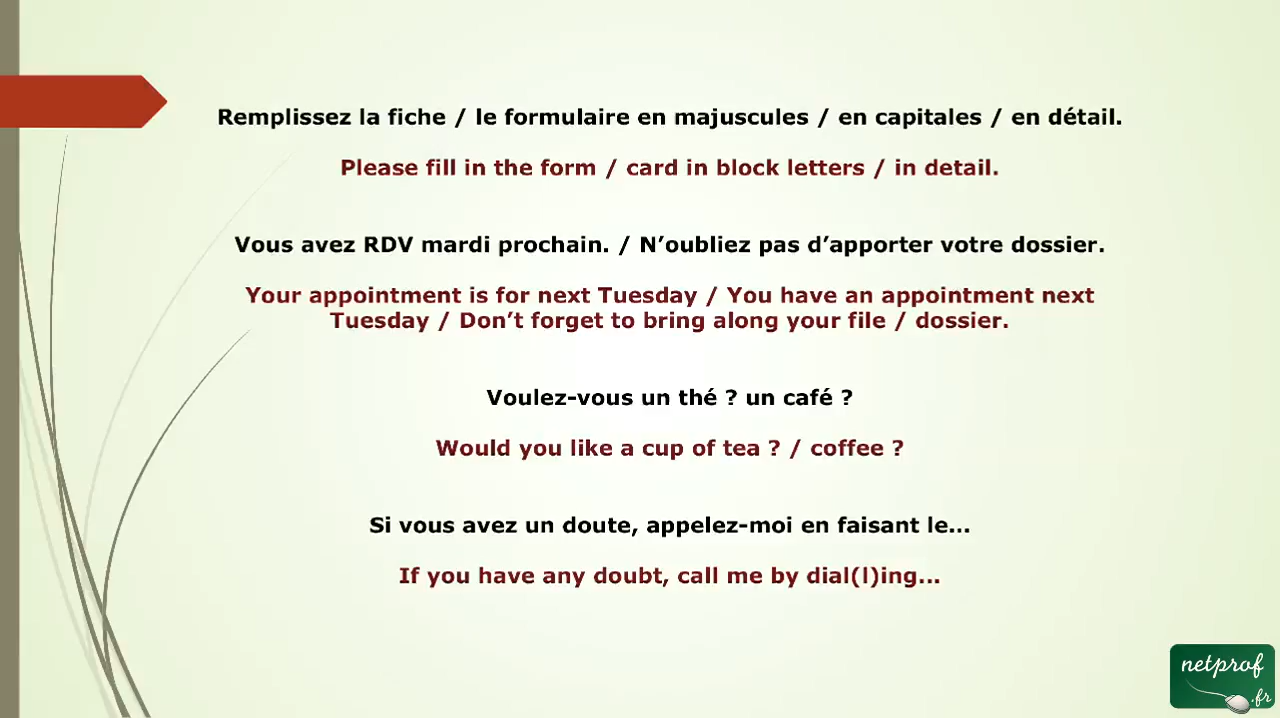 Remplissez la fiche / le formulaire en majuscules / en capitales / en détail.
Please fill in the form / card in block letters / in detail.
Vous avez RDV mardi prochain. / N’oubliez pas d’apporter votre dossier.
Your appointment is for next Tuesday / You have an appointment next
Tuesday / Don’t forget to bring along your file / dossier.
Voulez-vous un thé ? un café ?
Would you like a cup of tea ? / coffee ?
Si vous avez un doute, appelez-moi en faisant le...
If you have any doubt, call me by dial(l)ing...
netprof
.fr